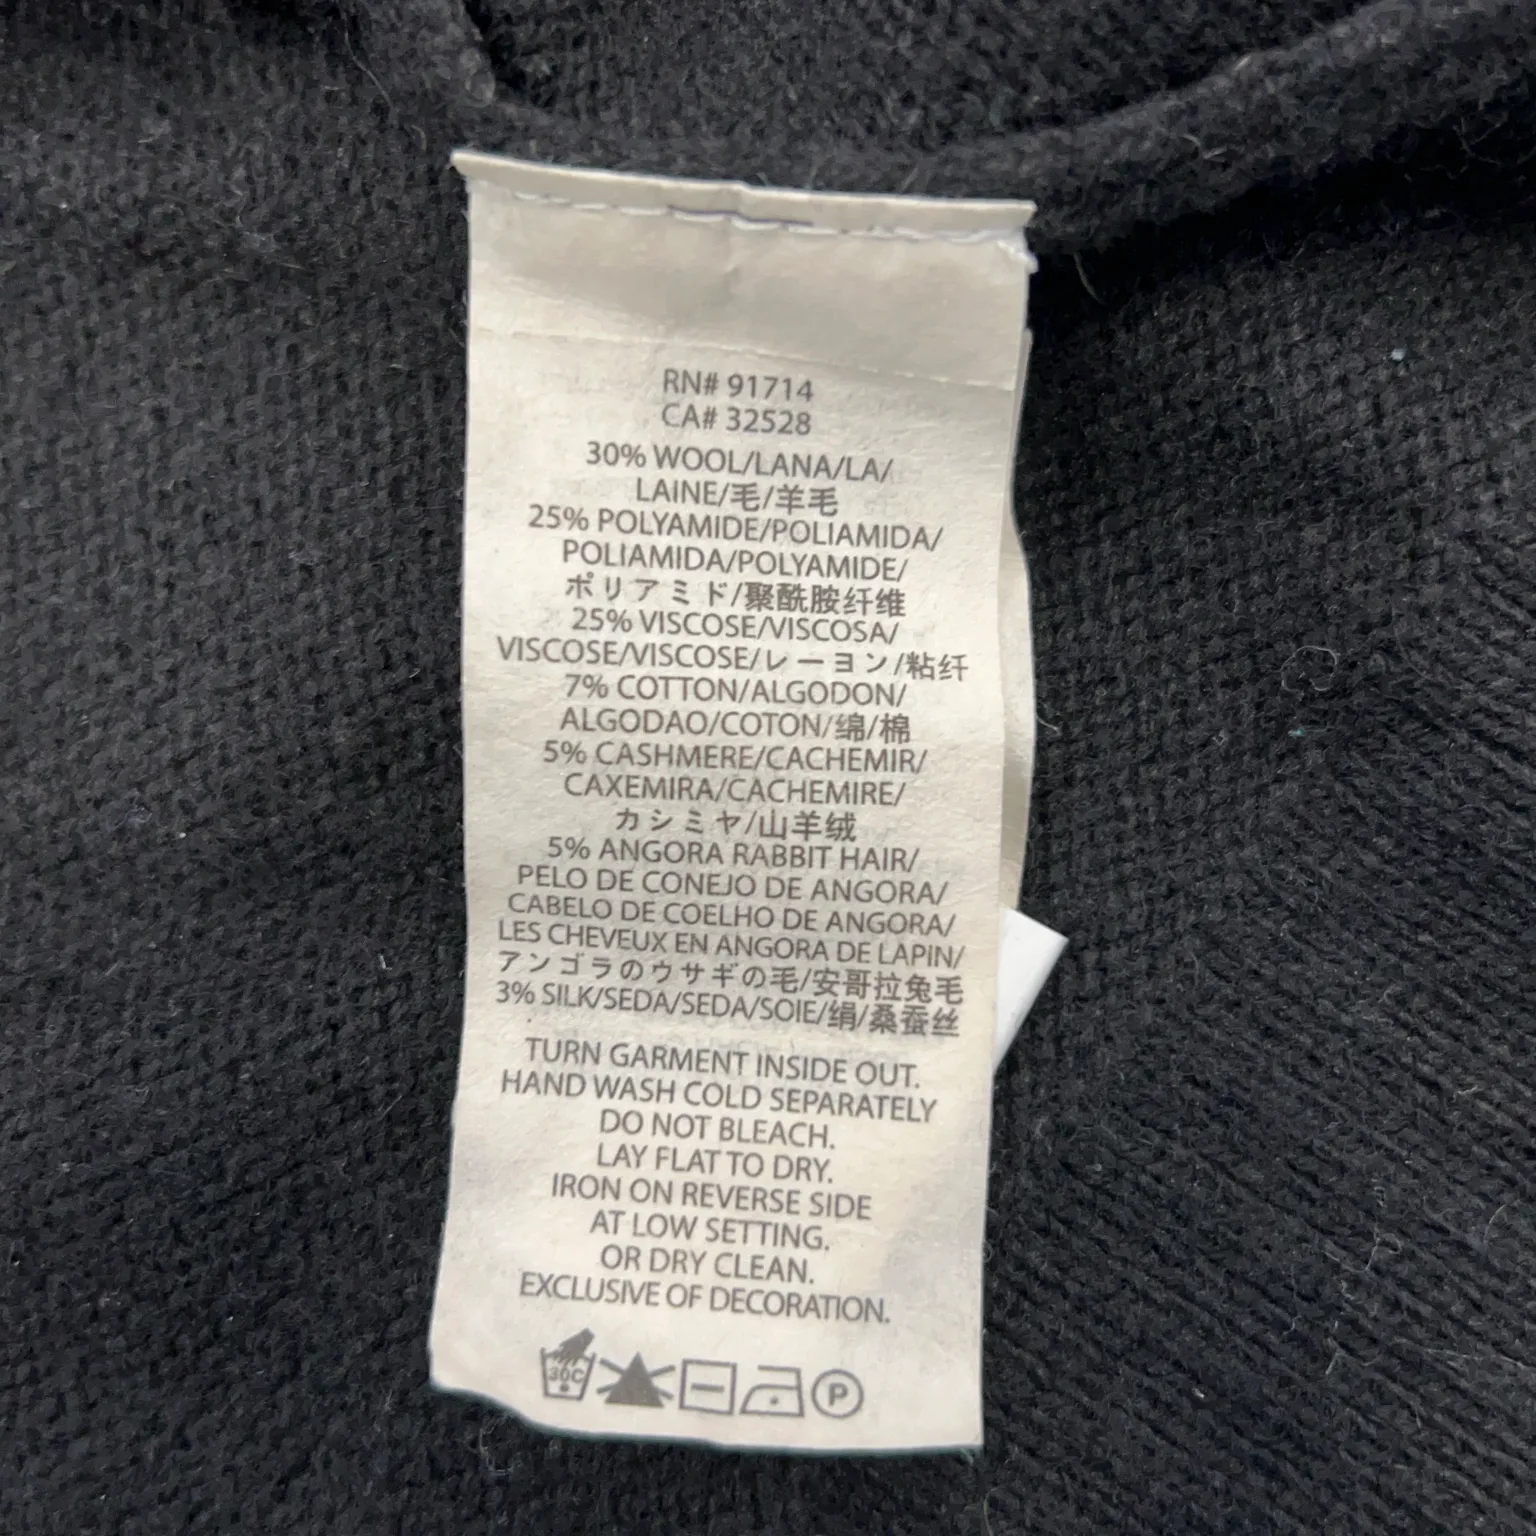 RN# 91714
CA# 32528
30% WOOL/LANA/LA/
LAINE/毛/羊毛
25% POLYAMIDE/POLIAMIDA/
POLIAMIDA/POLYAMIDE/
ポリアミド/聚酰胺纤维
25% VISCOSE/VISCOSA/
VISCOSE/VISCOSE/レーヨン/粘纤
7% COTTON/ALGODON/
ALGODAO/COTON/绵/棉
5% CASHMERE/CACHEMIR/
CAXEMIRA/CACHEMIRE/
カシミヤ/山羊绒
5% ANGORA RABBIT HAIR/
PELO DE CONEJO DE ANGORA/
CABELO DE COELHO DE ANGORA/
LES CHEVEUX EN ANGORA DE LAPIN/
アンゴラのウサギの毛/安哥拉兔毛
3% SILK/SEDA/SEDA/SOIE/绢/桑蚕丝
TURN GARMENT INSIDE OUT.
HAND WASH COLD SEPARATELY
DO NOT BLEACH.
LAY FLAT TO DRY.
IRON ON REVERSE SIDE
AT LOW SETTING.
OR DRY CLEAN.
EXCLUSIVE OF DECORATION.
30C P